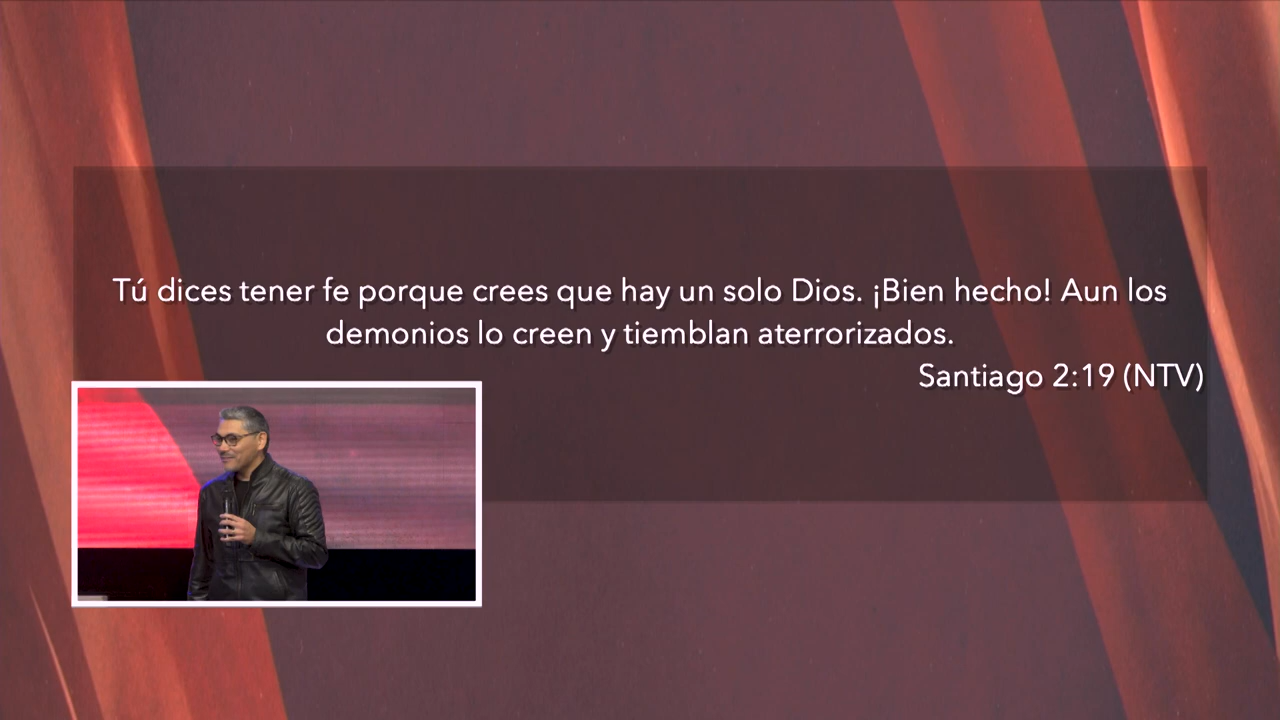 Tú dices tener fe porque crees que hay un solo Dios. ¡Bien hecho! Aun los
demonios lo creen y tiemblan aterrorizados.
Santiago 2:19 (NTV)